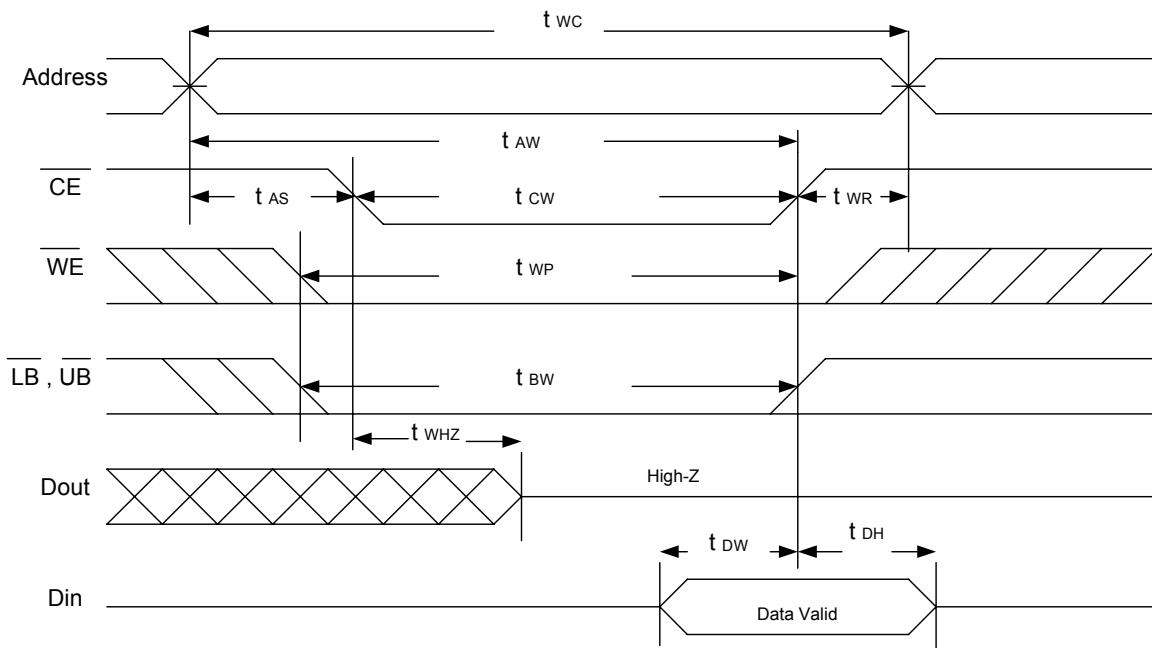 t WC
Address
t AW
CE
t AS
t CW
t WR
WE
t WP
LB , UB
t BW
t WHZ
Dout
High-Z
t DW
t DH
Din
Data Valid